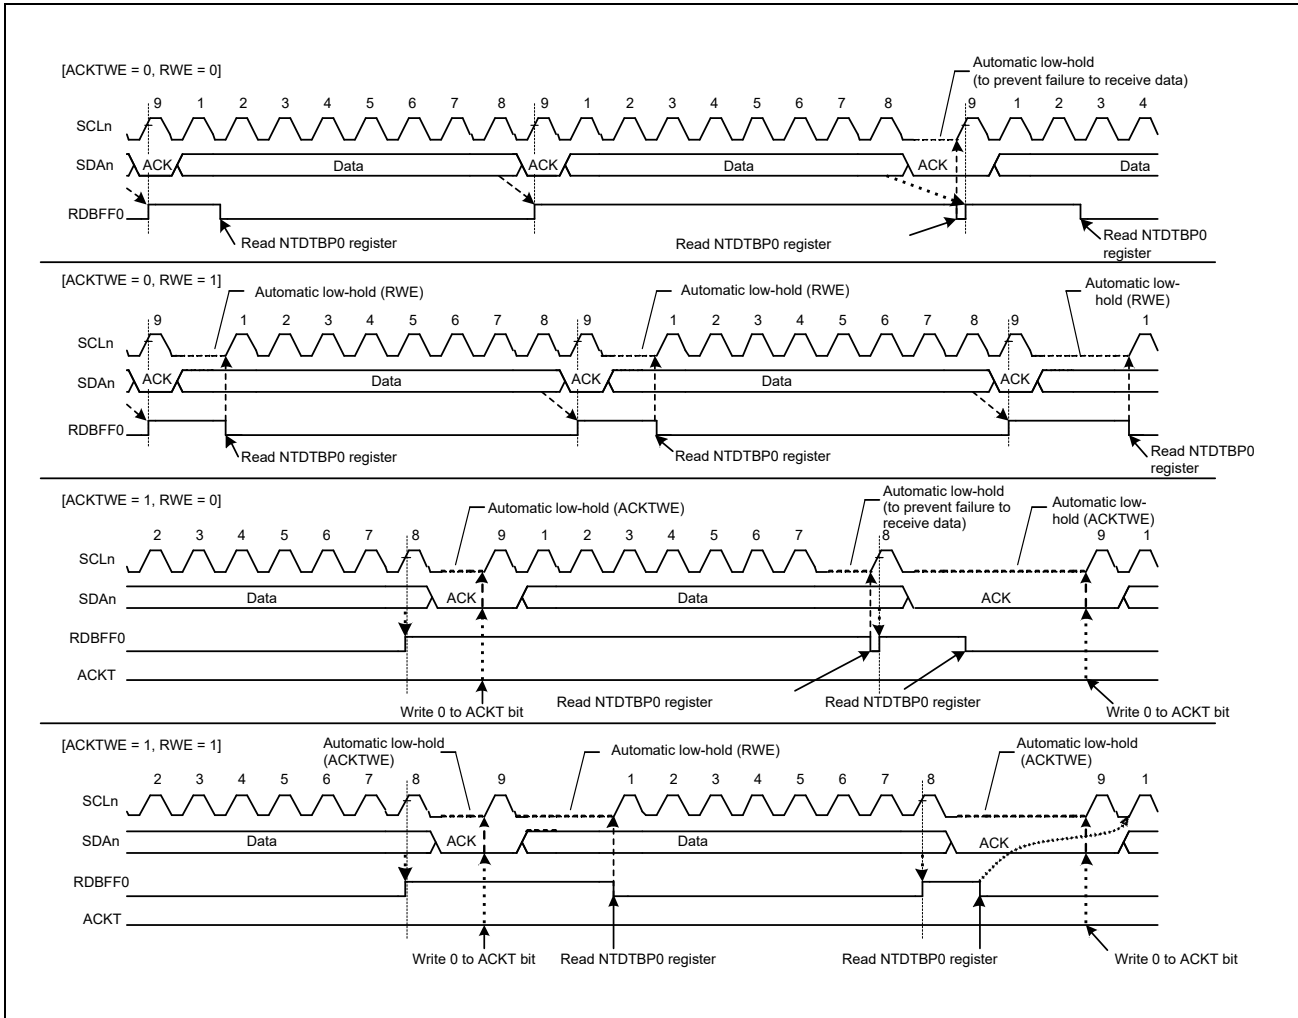 [ACKTWE = 0, RWE = 0]
Automatic low-hold
(to prevent failure to receive data)
9 1 2 3 4 5 6 7 8 9 1 2 3 4 5 6 7 8 9 1 2 3 4
SCLn
SDAn ACK Data ACK Data ACK Data
RDBFF0
Read NTDTBP0 register
Read NTDTBP0 register
Read NTDTBP0
register
[ACKTWE = 0, RWE = 1]
Automatic low-hold (RWE)
Automatic low-hold (RWE)
Automatic low-
hold (RWE)
9 1 2 3 4 5 6 7 8 9 1 2 3 4 5 6 7 8 9 1
SCLn
SDAn ACK Data ACK Data ACK
RDBFF0
Read NTDTBP0 register
Read NTDTBP0 register
Read NTDTBP0
register
[ACKTWE = 1, RWE = 0]
Automatic low-hold (ACKTWE)
Automatic low-hold
(to prevent failure to
receive data)
Automatic low-
hold (ACKTWE)
2 3 4 5 6 7 8 9 1 2 3 4 5 6 7 8 9 1
SCLn
SDAn Data ACK Data ACK
RDBFF0
ACKT
Write 0 to ACKT bit
Read NTDTBP0 register
Read NTDTBP0 register
Write 0 to ACKT bit
[ACKTWE = 1, RWE = 1]
Automatic low-hold
(ACKTWE)
Automatic low-hold (RWE)
Automatic low-hold
(ACKTWE)
2 3 4 5 6 7 8 9 1 2 3 4 5 6 7 8 9 1
SCLn
SDAn Data ACK Data ACK
RDBFF0
ACKT
Write 0 to ACKT bit
Read NTDTBP0 register
Read NTDTBP0 register
Write 0 to ACKT bit